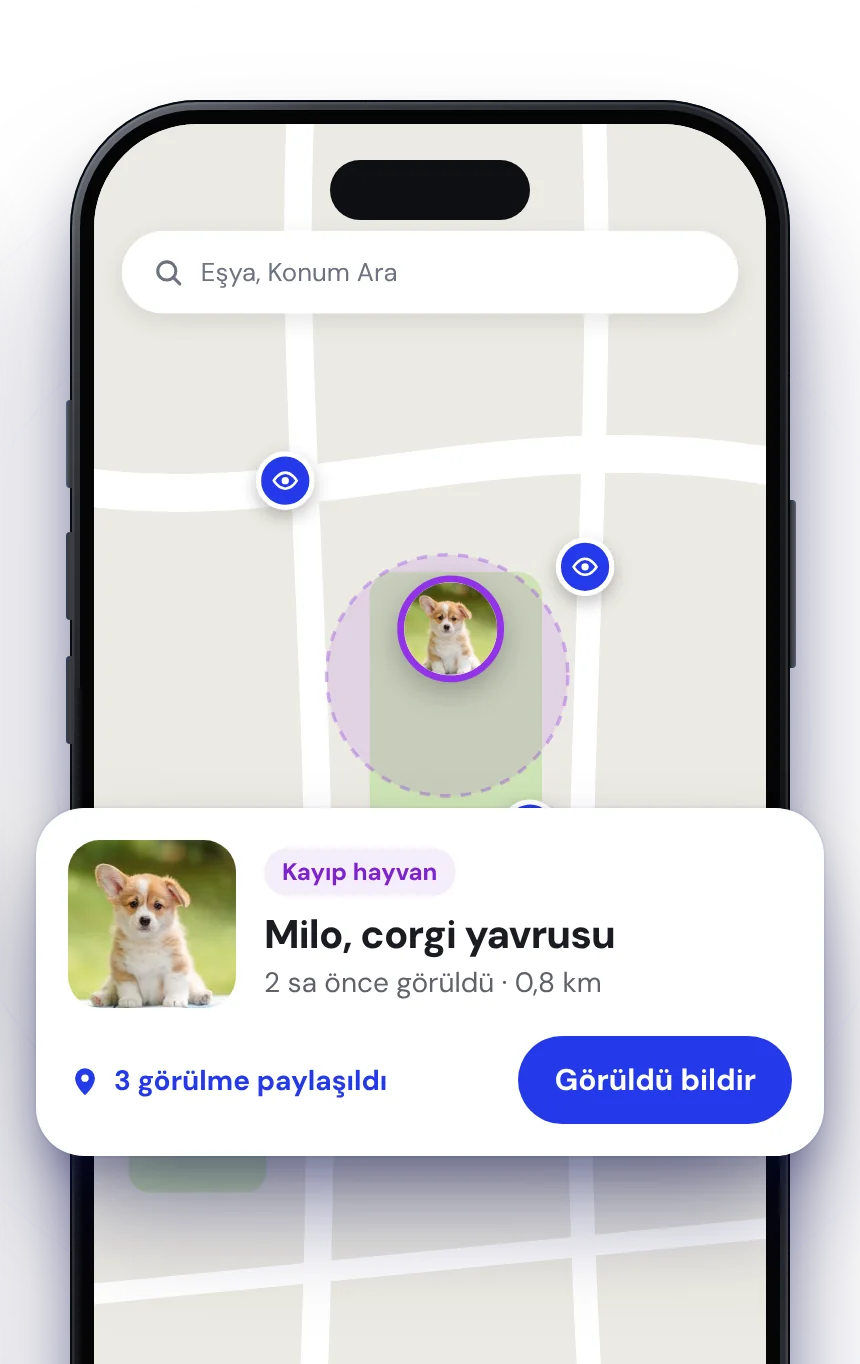 Eşya, Konum Ara
Kayıp hayvan
Milo, corgi yavrusu
2 sa önce görüldü · 0,8 km
3 görülme paylaşıldı
Görüldü bildir